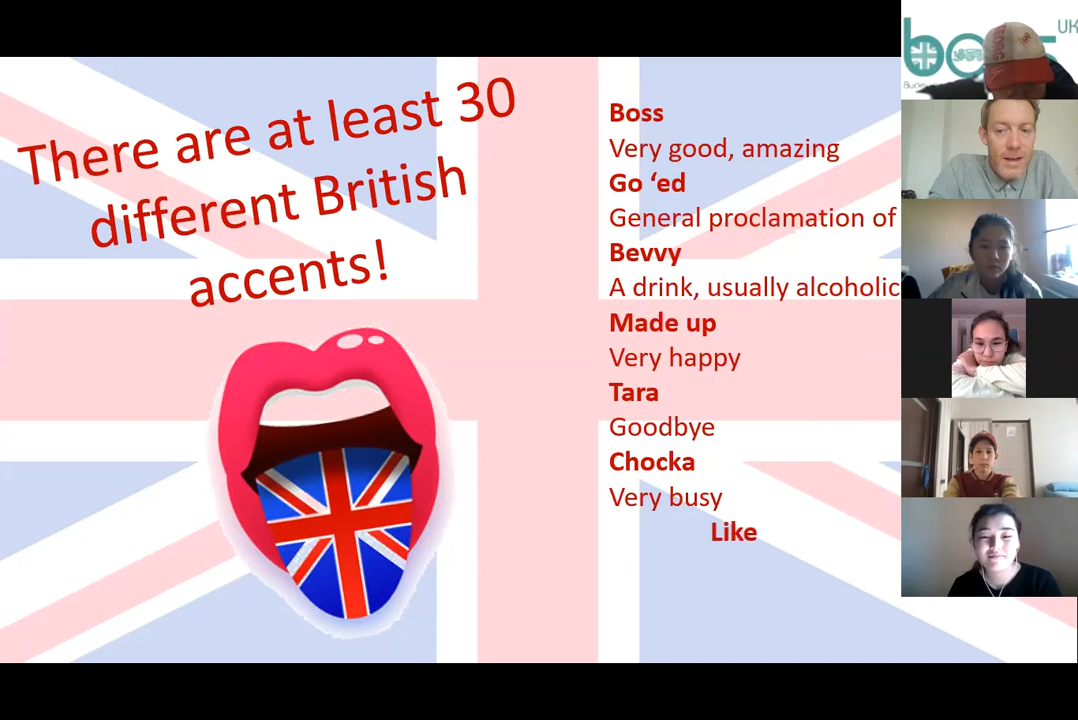 There are at least 30
different British
accents!
Boss
Very good, amazing
Go ‘ed
General proclamation of
Bevvy
A drink, usually alcoholic
Made up
Very happy
Tara
Goodbye
Chocka
Very busy
Like
UK